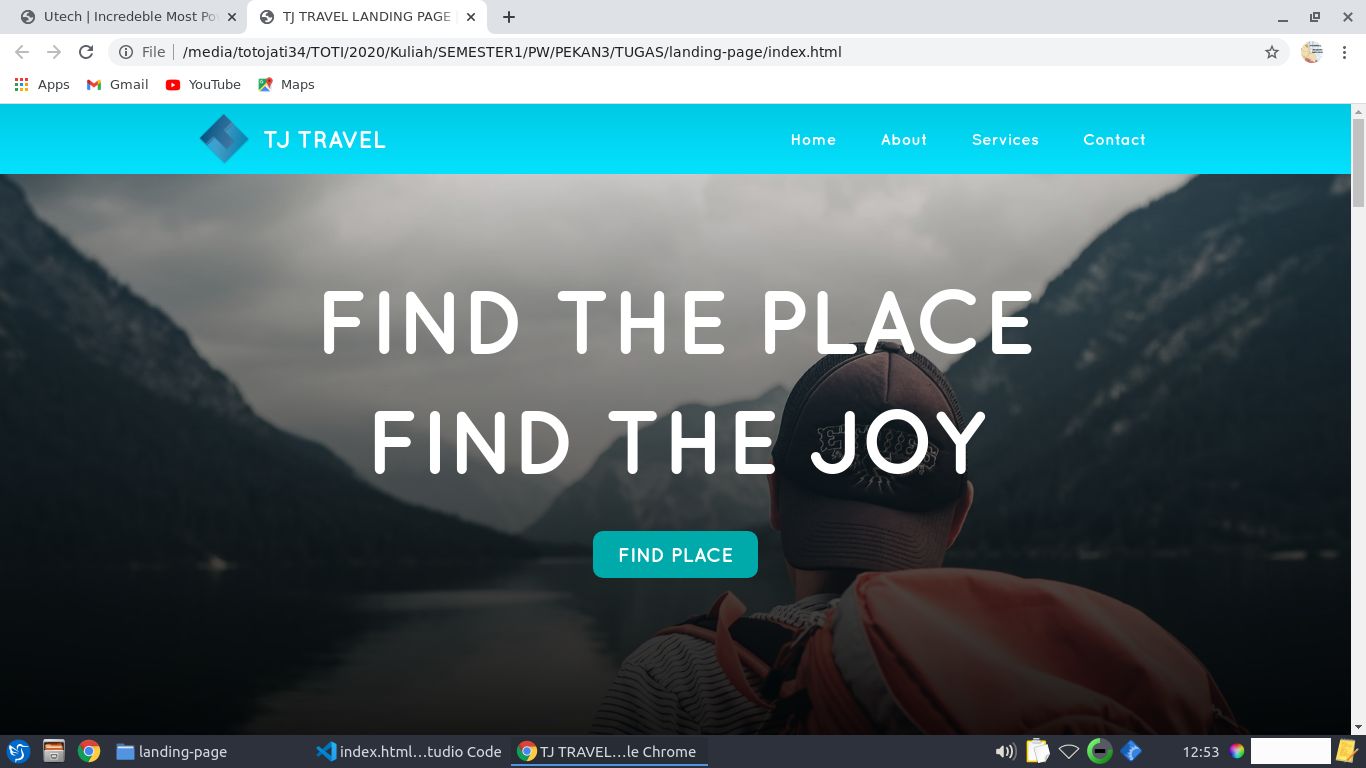 Utech | Incredeble Most Po
TJ TRAVEL LANDING PAGE
File
/media/totojati34/TOTI/2020/Kuliah/SEMESTER1/PW/PEKAN3/TUGAS/landing-page/index.html
Apps
Gmail
YouTube
Maps
TJ TRAVEL
Home
About
Services
Contact
FIND THE PLACE
FIND THE JOY
FIND PLACE
landing-page
index.html...tudio Code
TJ TRAVEL...le Chrome
12:53